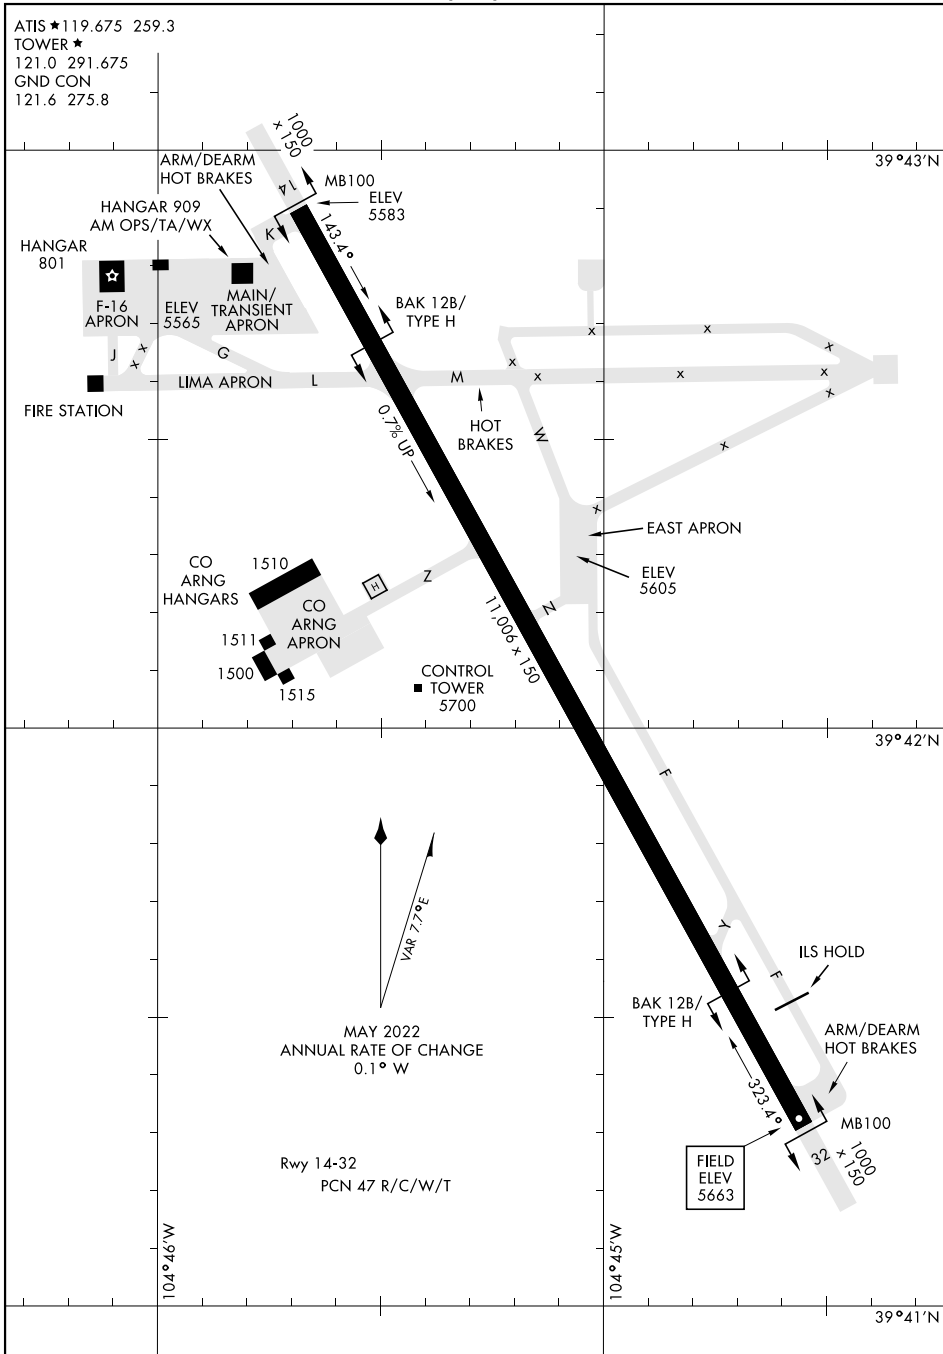 ATIS ★ 119.675 259.3
TOWER ★
121.0 291.675
GND CON
121.6 275.8
1000
x 150
39°43'N
ARM/DEARM
HOT BRAKES
14
MB100
ELEV
5583
HANGAR 909
AM OPS/TA/WX
K
143.4°
HANGAR
801
F-16
APRON
ELEV
5565
MAIN/
TRANSIENT
APRON
BAK 12B/
TYPE H
x
x
x
x
x
x
x
x
x
x
x
x
x
J
G
LIMA APRON
L
M
FIRE STATION
HOT
BRAKES
W
0.7% UP
EAST APRON
ELEV
5605
CO
ARNG
HANGARS
1510
H
Z
CO
ARNG
APRON
N
11,006 x 150
1511
1500
1515
CONTROL
TOWER
5700
39°42'N
F
VAR 7.7°E
Y
F
ILS HOLD
BAK 12B/
TYPE H
MAY 2022
ANNUAL RATE OF CHANGE
0.1° W
ARM/DEARM
HOT BRAKES
323.4°
MB100
32
1000
x 150
FIELD
ELEV
5663
Rwy 14-32
PCN 47 R/C/W/T
104°46'W
104°45'W
39°41'N